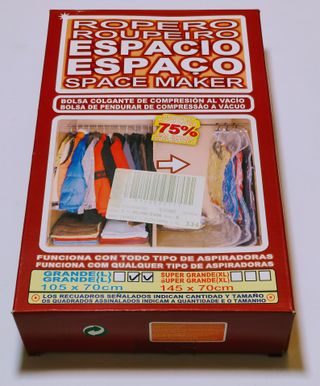 ROPERO
ROUPEIRO
ESPACIO
ESPAÇO
SPACE MAKER
BOLSA COLGANTE DE COMPRESIÓN AL VACÍO
BOLSA DE PENDURAR DE COMPRESSÃO A VÁCUO
75%
FUNCIONA CON TODO TIPO DE ASPIRADORAS
FUNCIONA COM QUALQUER TIPO DE ASPIRADORAS
GRANDE(L) SUPER GRANDE(XL)
GRANDE(L) SUPER GRANDE(XL)
105 x 70cm 145 x 70cm
LOS RECUADROS SEÑALADOS INDICAN CANTIDAD Y TAMAÑO
OS QUADRADOS ASSINALADOS INDICAM A QUANTIDADE E O TAMANHO